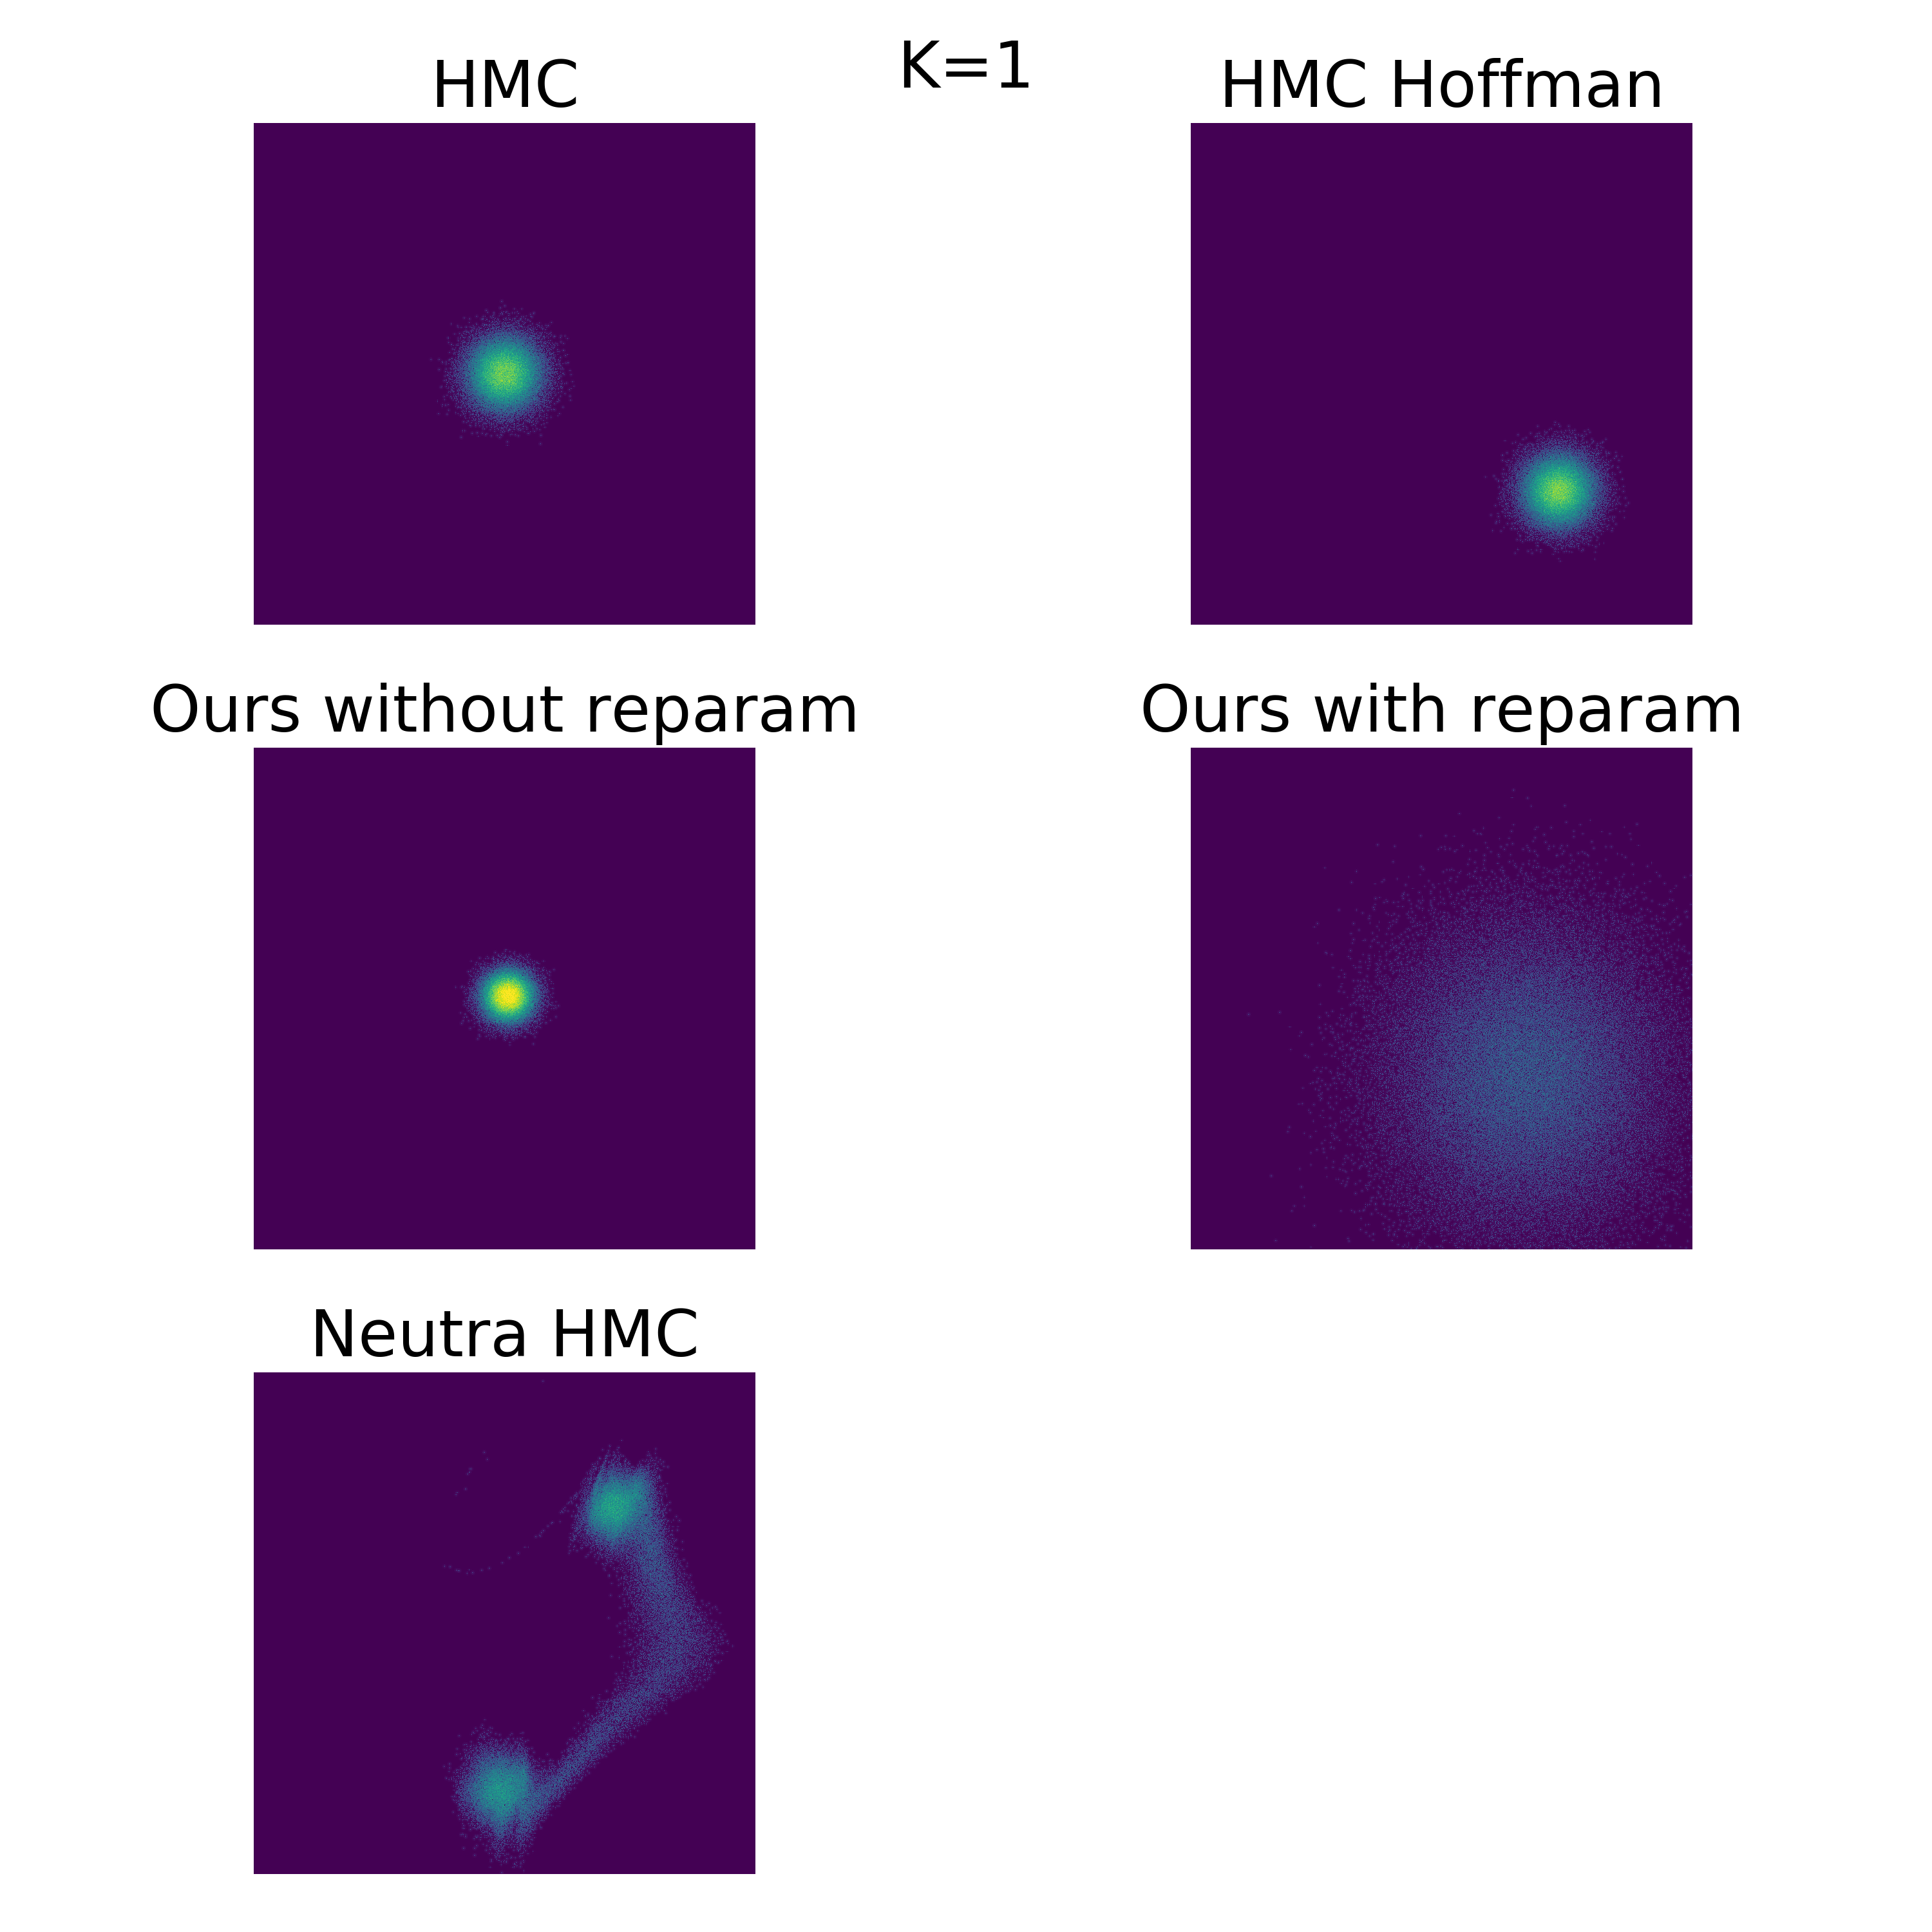 K=1
HMC
HMC Hoffman
Ours without reparam
Ours with reparam
Neutra HMC